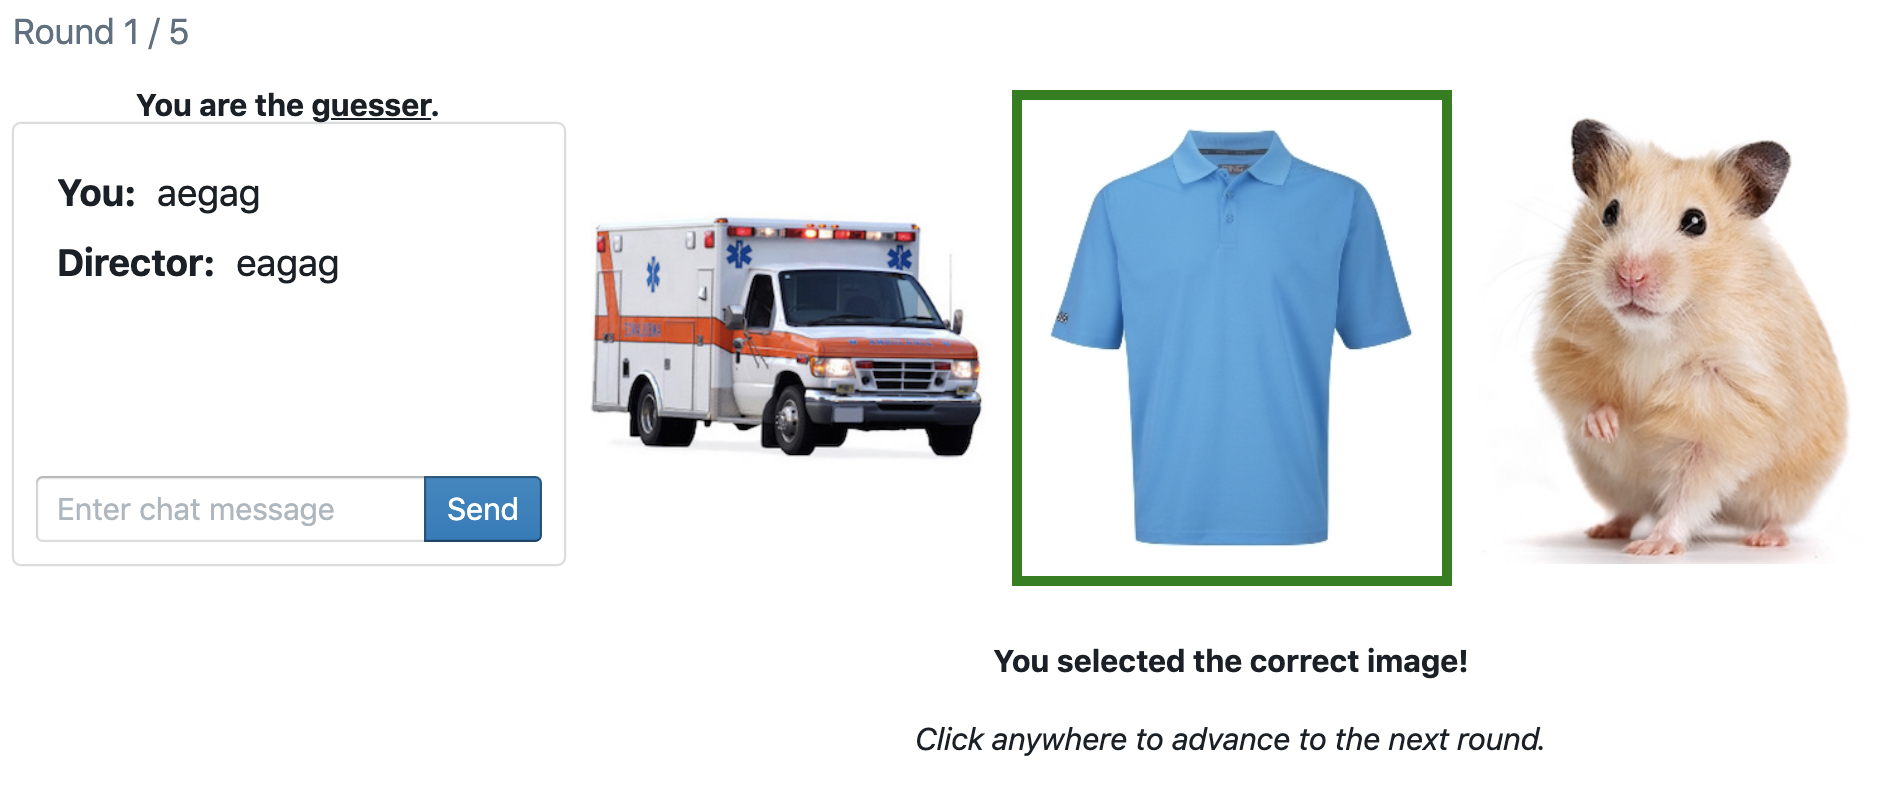 Round 1 / 5
You are the guesser.
You: aegag
Director: eagag
Enter chat message
Send
You selected the correct image!
Click anywhere to advance to the next round.